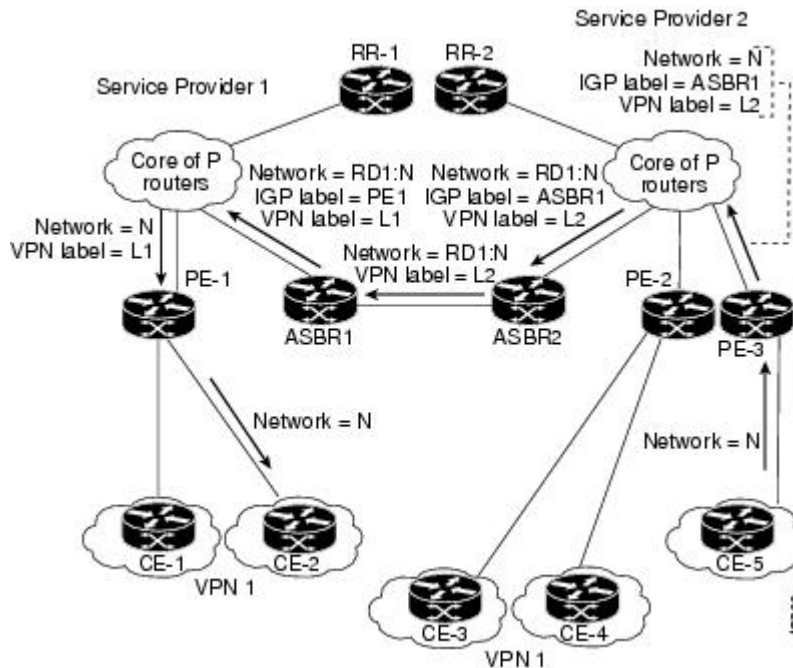 Service Provider 2
RR-1
RR-2
Network = N
IGP label = ASBR1
VPN label = L2
Service Provider 1
Core of P
routers
Network = RD1:N
IGP label = PE1
VPN label = L1
Network = RD1:N
IGP label = ASBR1
VPN label = L2
Core of P
routers
Network = N
VPN label = L1
Network = RD1:N
VPN label = L2
PE-1
ASBR1
ASBR2
PE-2
PE-3
Network = N
Network = N
CE-1
CE-2
VPN 1
CE-5
CE-3
CE-4
VPN 1